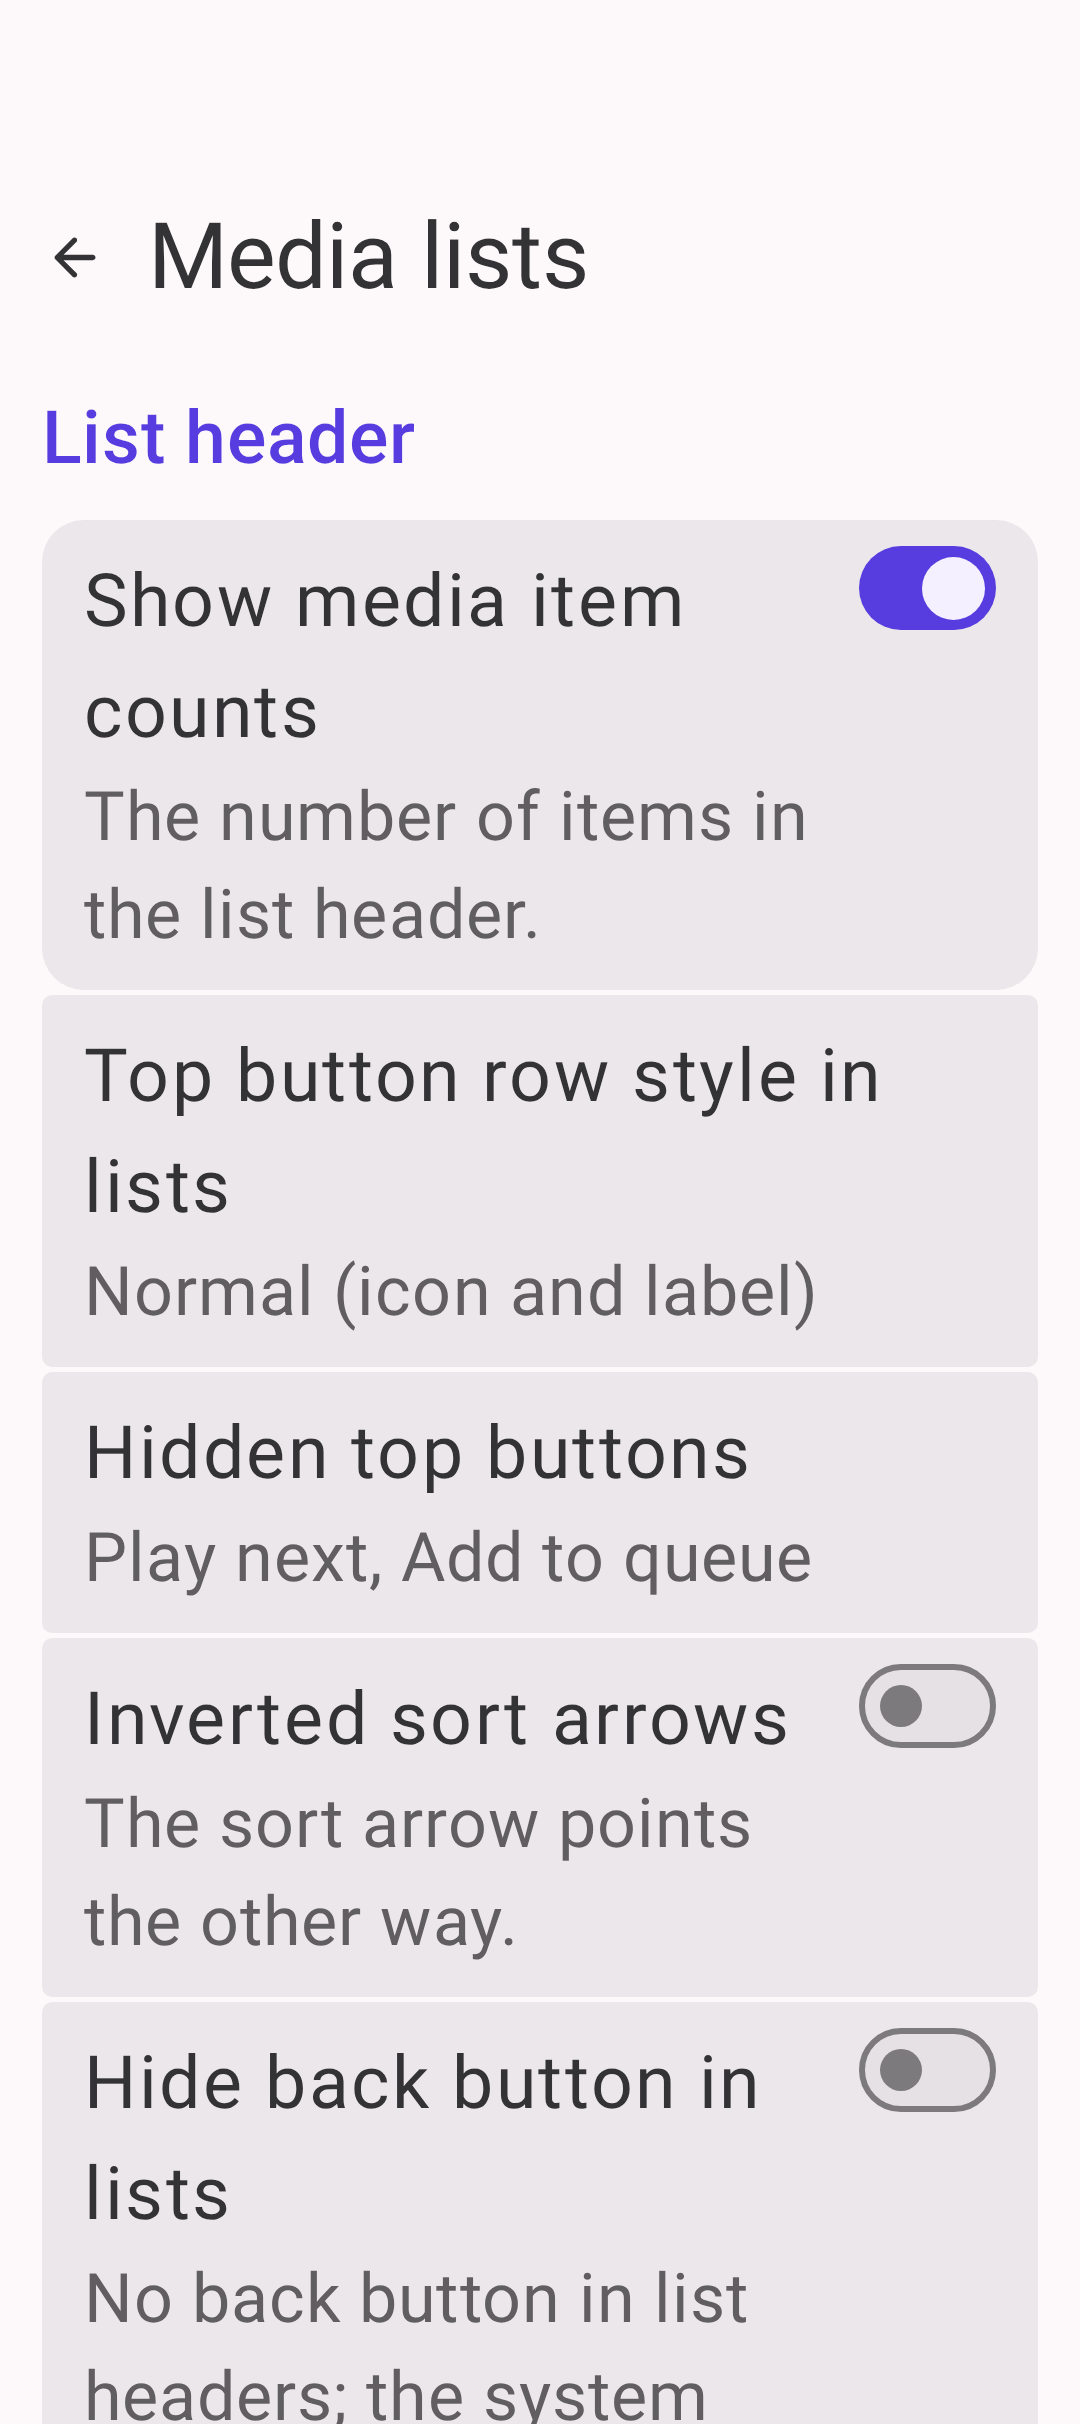 Media lists
List header
Show media item
counts
The number of items in
the list header.
Top button row style in
lists
Normal (icon and label)
Hidden top buttons
Play next, Add to queue
Inverted sort arrows
The sort arrow points
the other way.
Hide back button in
lists
No back button in list
headers; the system